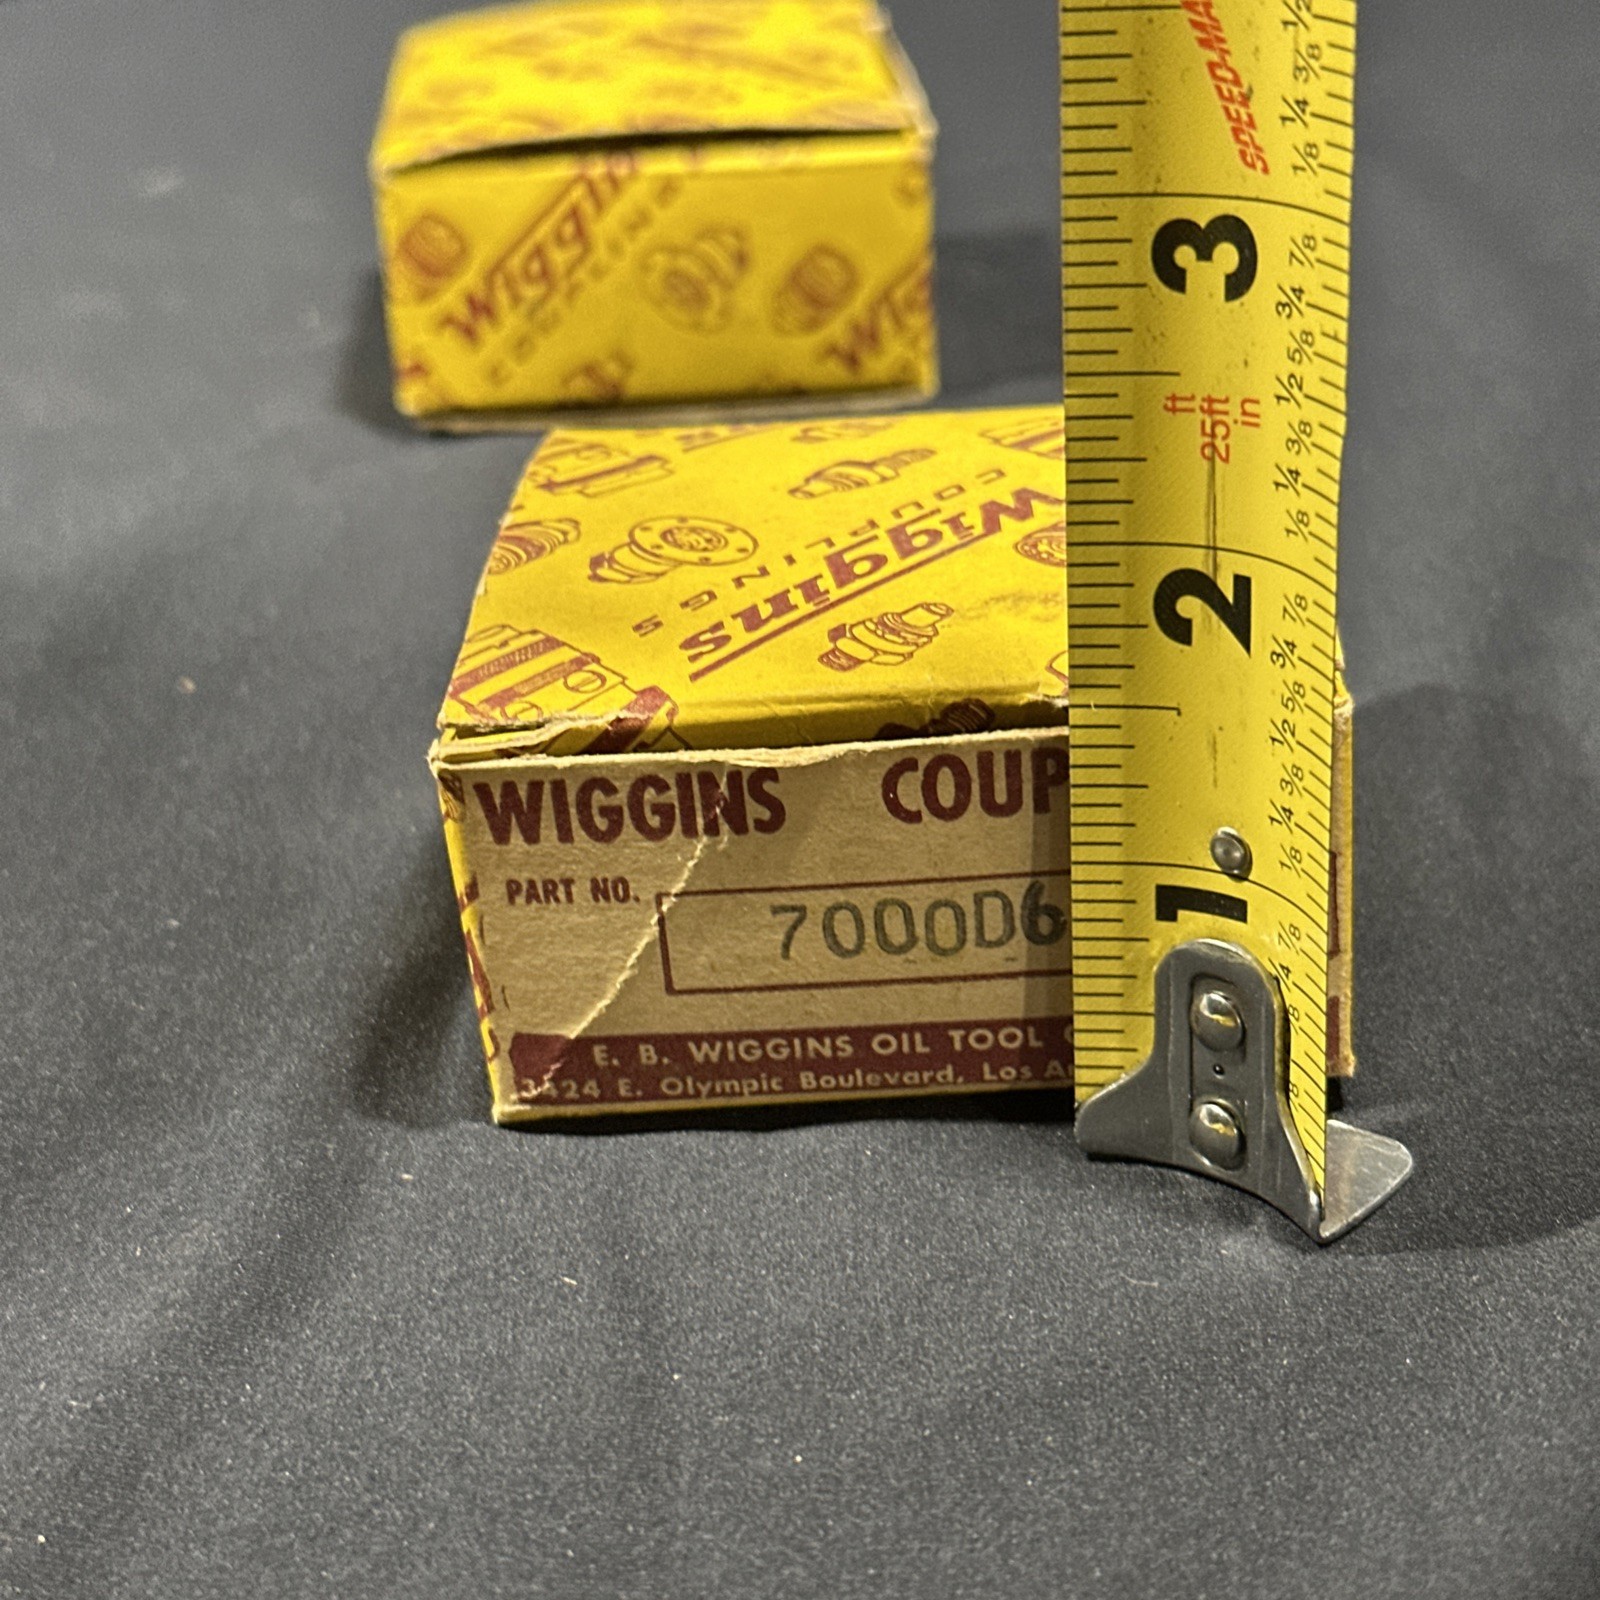 Wiggins
COUPLINGS
Wiggins
COUPLINGS
WIGGINS COUP
PART NO.
7000D6
E. B. WIGGINS OIL TOOL
3424 E. Olympic Boulevard, Los A
SPEED-MA
1/8 1/4 3/8 1/2
3
1/8 1/4 3/8 1/2 5/8 3/4 7/8
ft
25ft
in
2
1/8 1/4 3/8 1/2 5/8 3/4 7/8
1
7/8